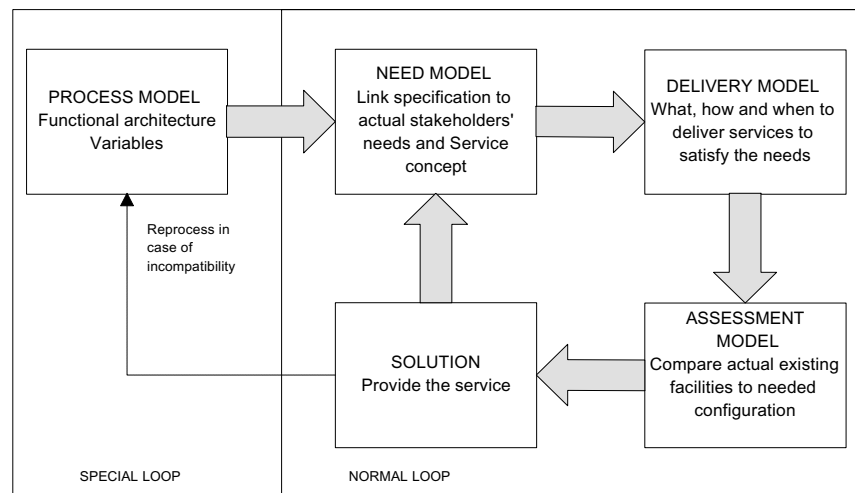 PROCESS MODEL
Functional architecture
Variables
NEED MODEL
Link specification to
actual stakeholders'
needs and Service
concept
DELIVERY MODEL
What, how and when to
deliver services to
satisfy the needs
Reprocess in
case of
incompatibility
SOLUTION
Provide the service
ASSESSMENT
MODEL
Compare actual existing
facilities to needed
configuration
SPECIAL LOOP
NORMAL LOOP